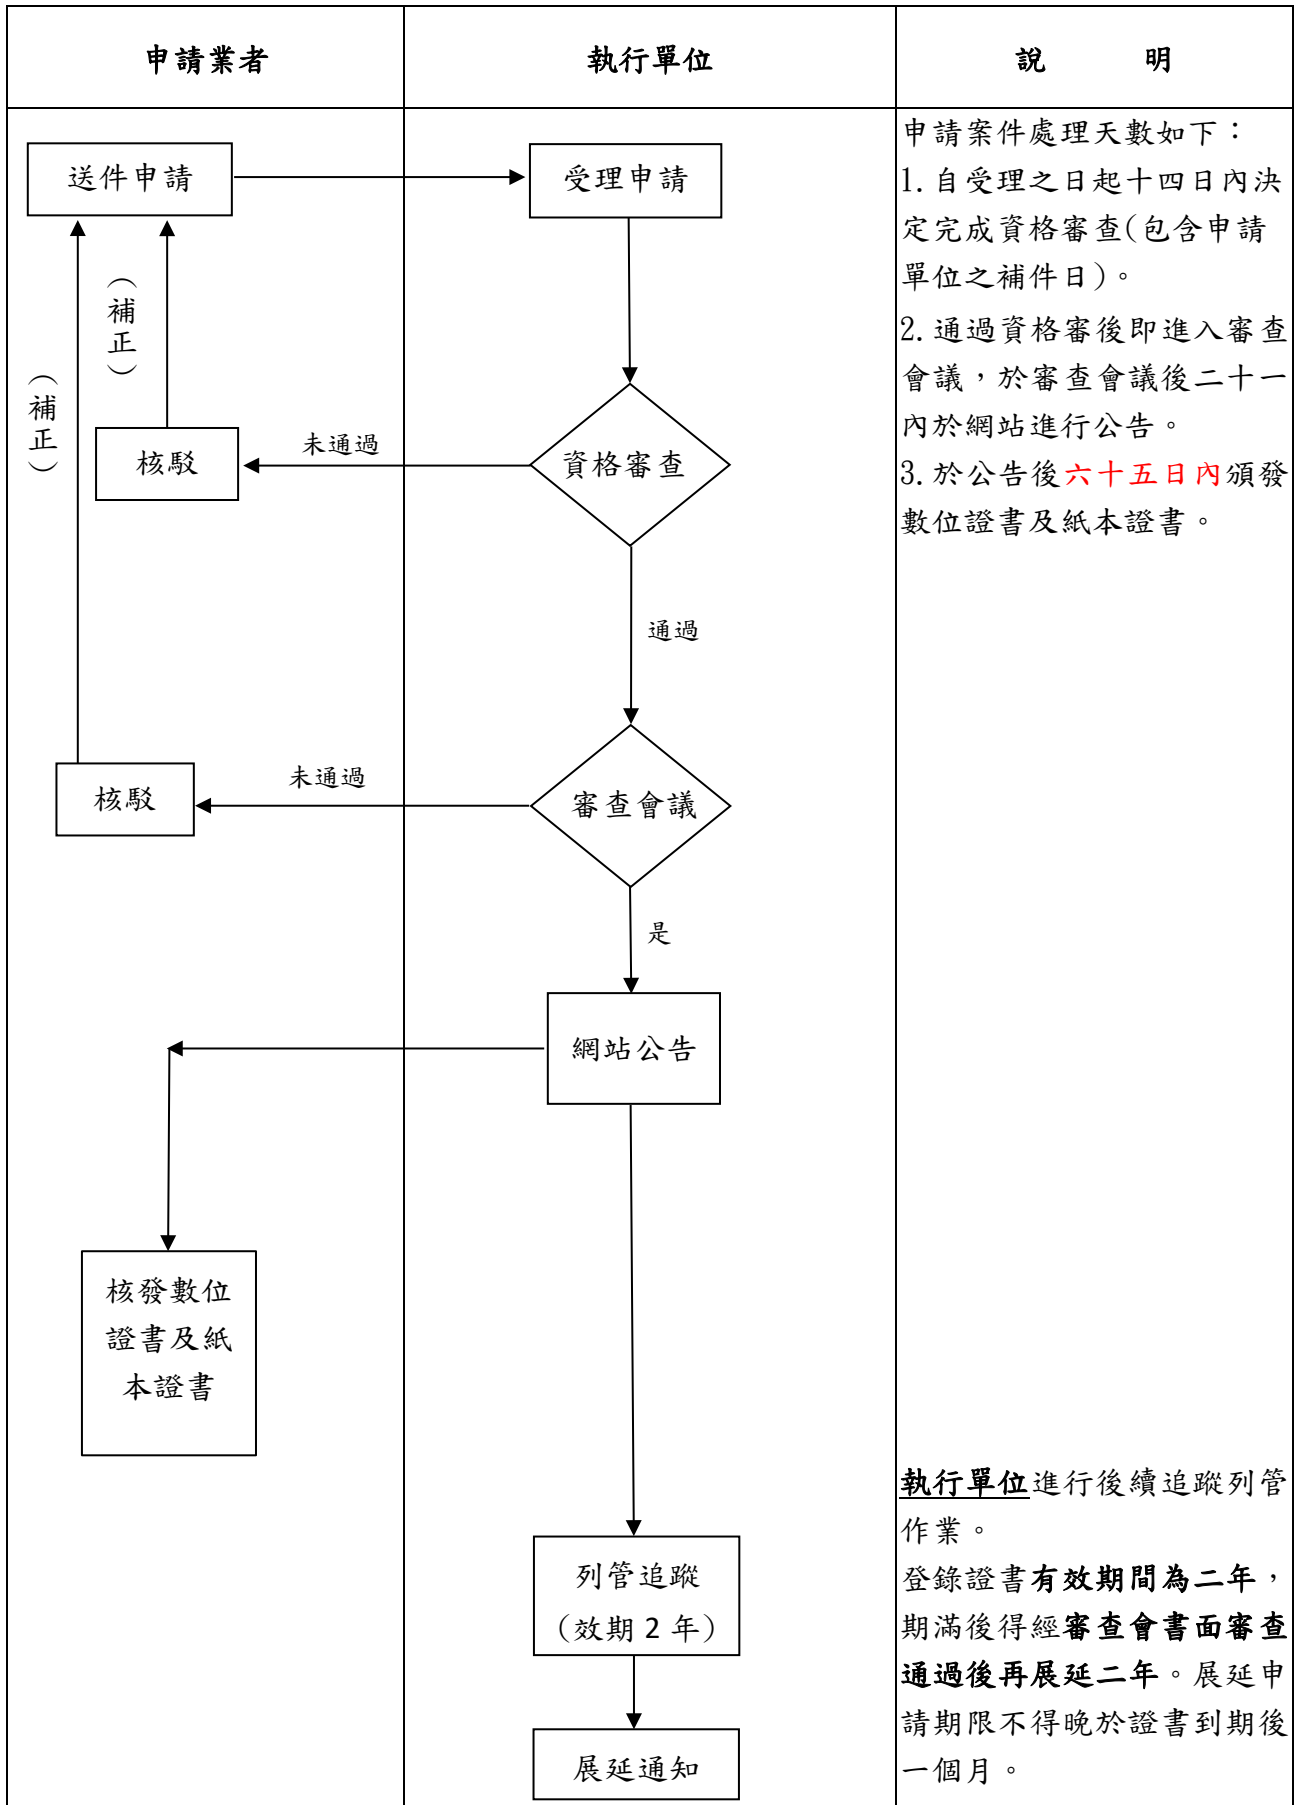 申請業者
執行單位
說 明
送件申請
受理申請
（補正）
（補正）
核駁
未通過
資格審查
通過
核駁
未通過
審查會議
是
網站公告
核發數位
證書及紙
本證書
列管追蹤
（效期 2 年）
展延通知
申請案件處理天數如下：
1.自受理之日起十四日內決
定完成資格審查(包含申請
單位之補件日)。
2.通過資格審後即進入審查
會議，於審查會議後二十一
內於網站進行公告。
3.於公告後六十五日內頒發
數位證書及紙本證書。
執行單位進行後續追蹤列管
作業。
登錄證書有效期間為二年，
期滿後得經審查會書面審查
通過後再展延二年。展延申
請期限不得晚於證書到期後
一個月。